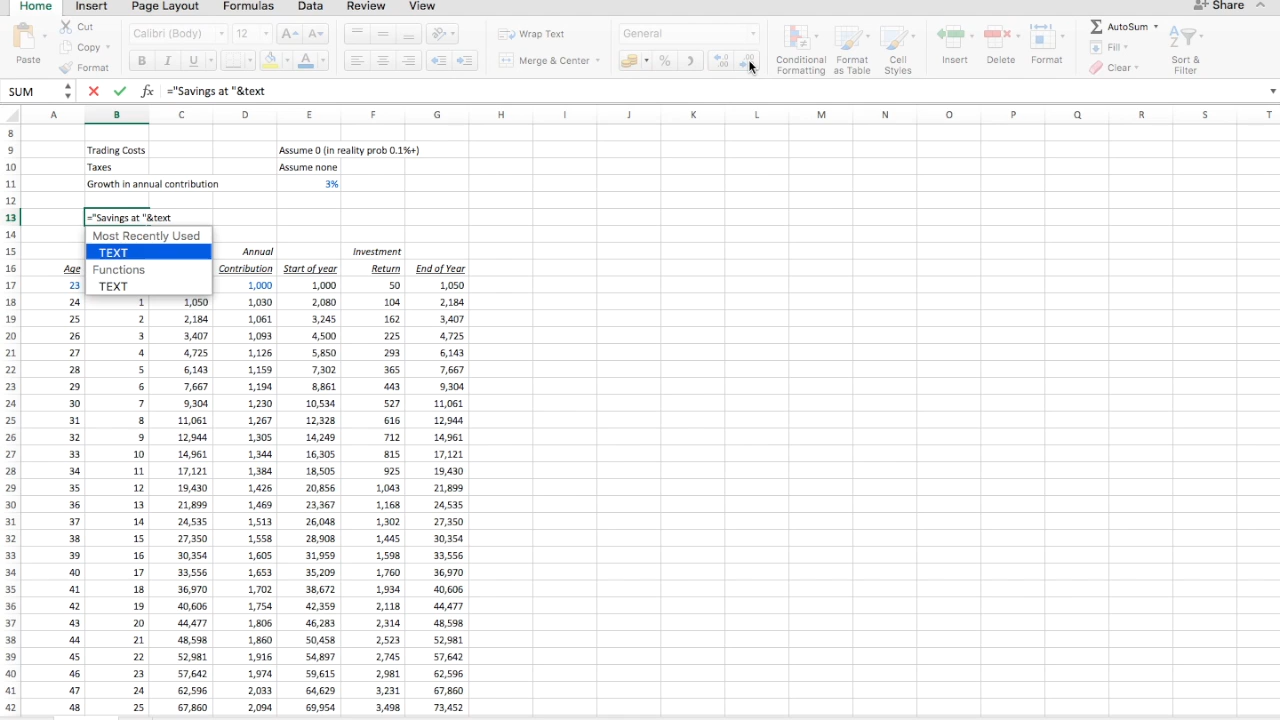 Home Insert Page Layout Formulas Data Review View Share
Cut Calibri (Body) 12 A A Wrap Text General AutoSum
Copy Fill
Paste Format B I U A Merge & Center % Conditional Formatting Format as Table Cell Styles Insert Delete Format Clear Sort & Filter
SUM fx ="Savings at "&text
A B C D E F G H I J K L M N O P Q R S T
8
9 Trading Costs Assume 0 (in reality prob 0.1%+)
10 Taxes Assume none
11 Growth in annual contribution 3%
12
13 ="Savings at "&text
14 Most Recently Used
15 TEXT Annual Investment
16 Age Functions Contribution Start of year Return End of Year
17 23 TEXT 1,000 1,000 50 1,050
18 24 1 1,050 1,030 2,080 104 2,184
19 25 2 2,184 1,061 3,245 162 3,407
20 26 3 3,407 1,093 4,500 225 4,725
21 27 4 4,725 1,126 5,850 293 6,143
22 28 5 6,143 1,159 7,302 365 7,667
23 29 6 7,667 1,194 8,861 443 9,304
24 30 7 9,304 1,230 10,534 527 11,061
25 31 8 11,061 1,267 12,328 616 12,944
26 32 9 12,944 1,305 14,249 712 14,961
27 33 10 14,961 1,344 16,305 815 17,121
28 34 11 17,121 1,384 18,505 925 19,430
29 35 12 19,430 1,426 20,856 1,043 21,899
30 36 13 21,899 1,469 23,367 1,168 24,535
31 37 14 24,535 1,513 26,048 1,302 27,350
32 38 15 27,350 1,558 28,908 1,445 30,354
33 39 16 30,354 1,605 31,959 1,598 33,556
34 40 17 33,556 1,653 35,209 1,760 36,970
35 41 18 36,970 1,702 38,672 1,934 40,606
36 42 19 40,606 1,754 42,359 2,118 44,477
37 43 20 44,477 1,806 46,283 2,314 48,598
38 44 21 48,598 1,860 50,458 2,523 52,981
39 45 22 52,981 1,916 54,897 2,745 57,642
40 46 23 57,642 1,974 59,615 2,981 62,596
41 47 24 62,596 2,033 64,629 3,231 67,860
42 48 25 67,860 2,094 69,954 3,498 73,452